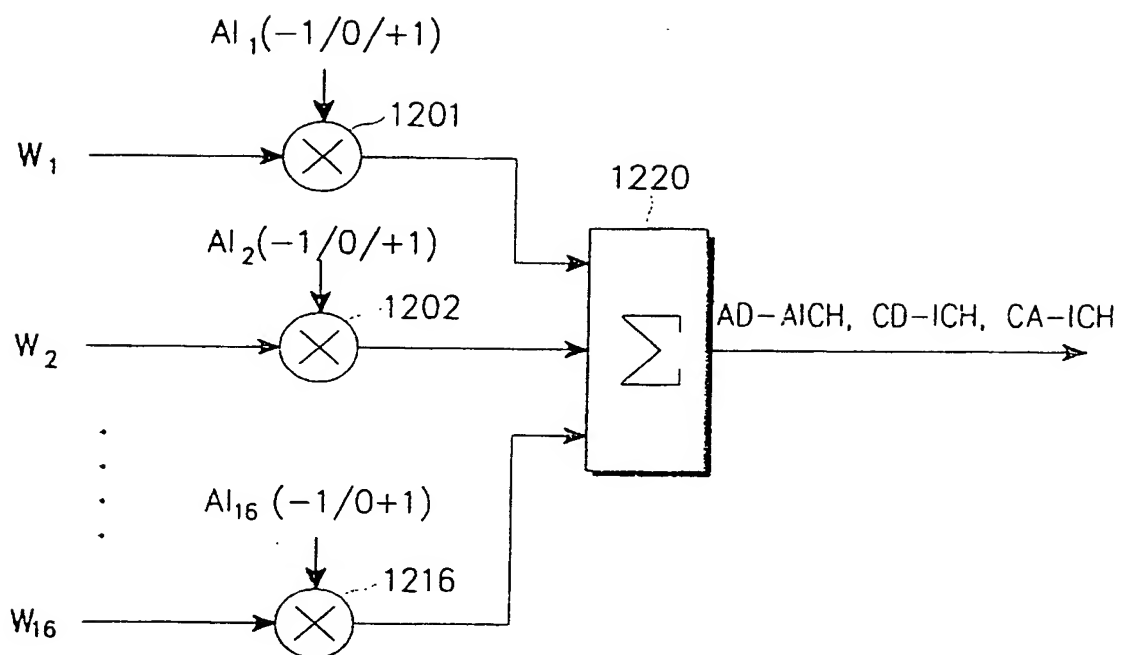 AI₁(-1/0/+1)
1201
W₁
1220
AI₂(-1/0/+1)
1202
AD-AICH, CD-ICH, CA-ICH
W₂
Σ
AI₁₆ (-1/0+1)
1216
W₁₆